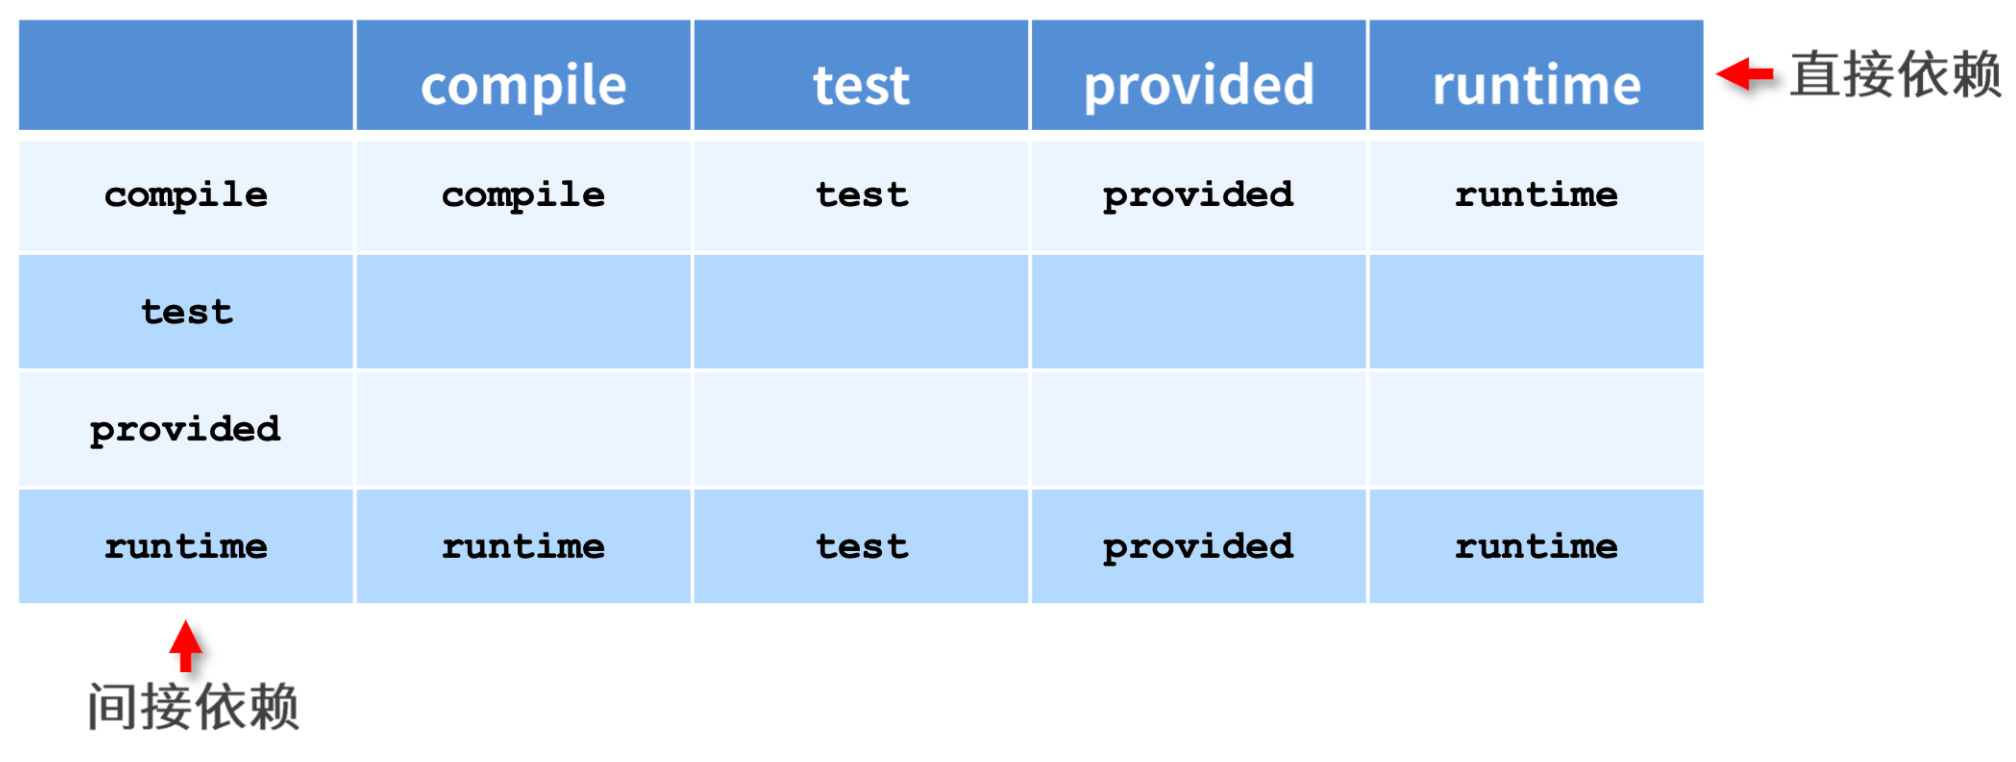 compile test provided runtime 直接依赖
compile compile test provided runtime
test
provided
runtime runtime test provided runtime
间接依赖